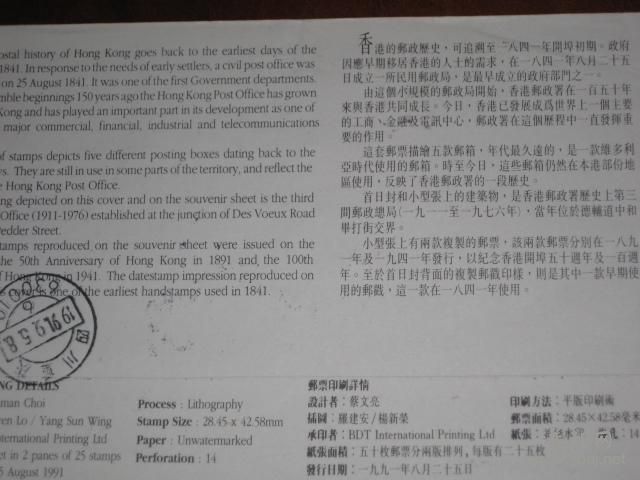 ostal history of Hong Kong goes back to the earliest days of the
1841. In response to the needs of early settlers, a civil post office was
on 25 August 1841. It was one of the first Government departments.
mble beginnings 150 years ago the Hong Kong Post Office has grown
Kong and has played an important part in its development as one of
major commercial, financial, industrial and telecommunications
of stamps depicts five different posting boxes dating back to the
ys. They are still in use in some parts of the territory, and reflect the
e Hong Kong Post Office.
ng depicted on this cover and on the souvenir sheet is the third
Office (1911-1976) established at the junction of Des Voeux Road
Pedder Street.
stamps reproduced on the souvenir sheet were issued on the
the 50th Anniversary of Hong Kong in 1891 and the 100th
of Hong Kong in 1941. The datestamp impression reproduced on
is cover is one of the earliest handstamps used in 1841.
香港的郵政歷史，可追溯至一八四一年開埠初期。政府
因應早期移居香港的人士的需求，在一八四一年八月二十五
日成立一所民用郵政局，是最早成立的政府部門之一。
由這個小規模的郵政局開始，香港郵政署在一百五十年
來與香港共同成長。今日，香港已發展成爲世界上一個主要
的工商、金融及電訊中心，郵政署在這個歷程中一直發揮重
要的作用。
這套郵票描繪五款郵箱，年代最久遠的，是一款維多利
亞時代使用的郵箱。時至今日，這些郵箱仍然在本港部份地
區使用，反映了香港郵政署的一段歷史。
首日封和小型張上的建築物，是香港郵政署歷史上第三
間郵政總局（一九一一至一九七六年），當年位於德輔道中和
畢打街交界。
小型張上有兩款複製的郵票，該兩款郵票分別在一八九
一年及一九四一年發行，以紀念香港開埠五十週年及一百週
年。至於首日封背面的複製郵戳印樣，則是其中一款早期使
用的郵戳，這一款在一八四一年使用。
1991.9.5.8
四川
NG DETAILS
man Choi
en Lo / Yang Sun Wing
nternational Printing Ltd
et in 2 panes of 25 stamps
5 August 1991
Process : Lithography
Stamp Size : 28.45 x 42.58mm
Paper : Unwatermarked
Perforation : 14
郵票印刷詳情
設計者：蔡文亮
插圖：羅建安/楊新榮
承印者：BDT International Printing Ltd
紙張面積：五十枚郵票分兩版排列，每版有二十五枚
發行日期：一九九一年八月二十五日
印刷方法：平版印刷術
郵票面積：28.45×42.58毫米
紙張：
14